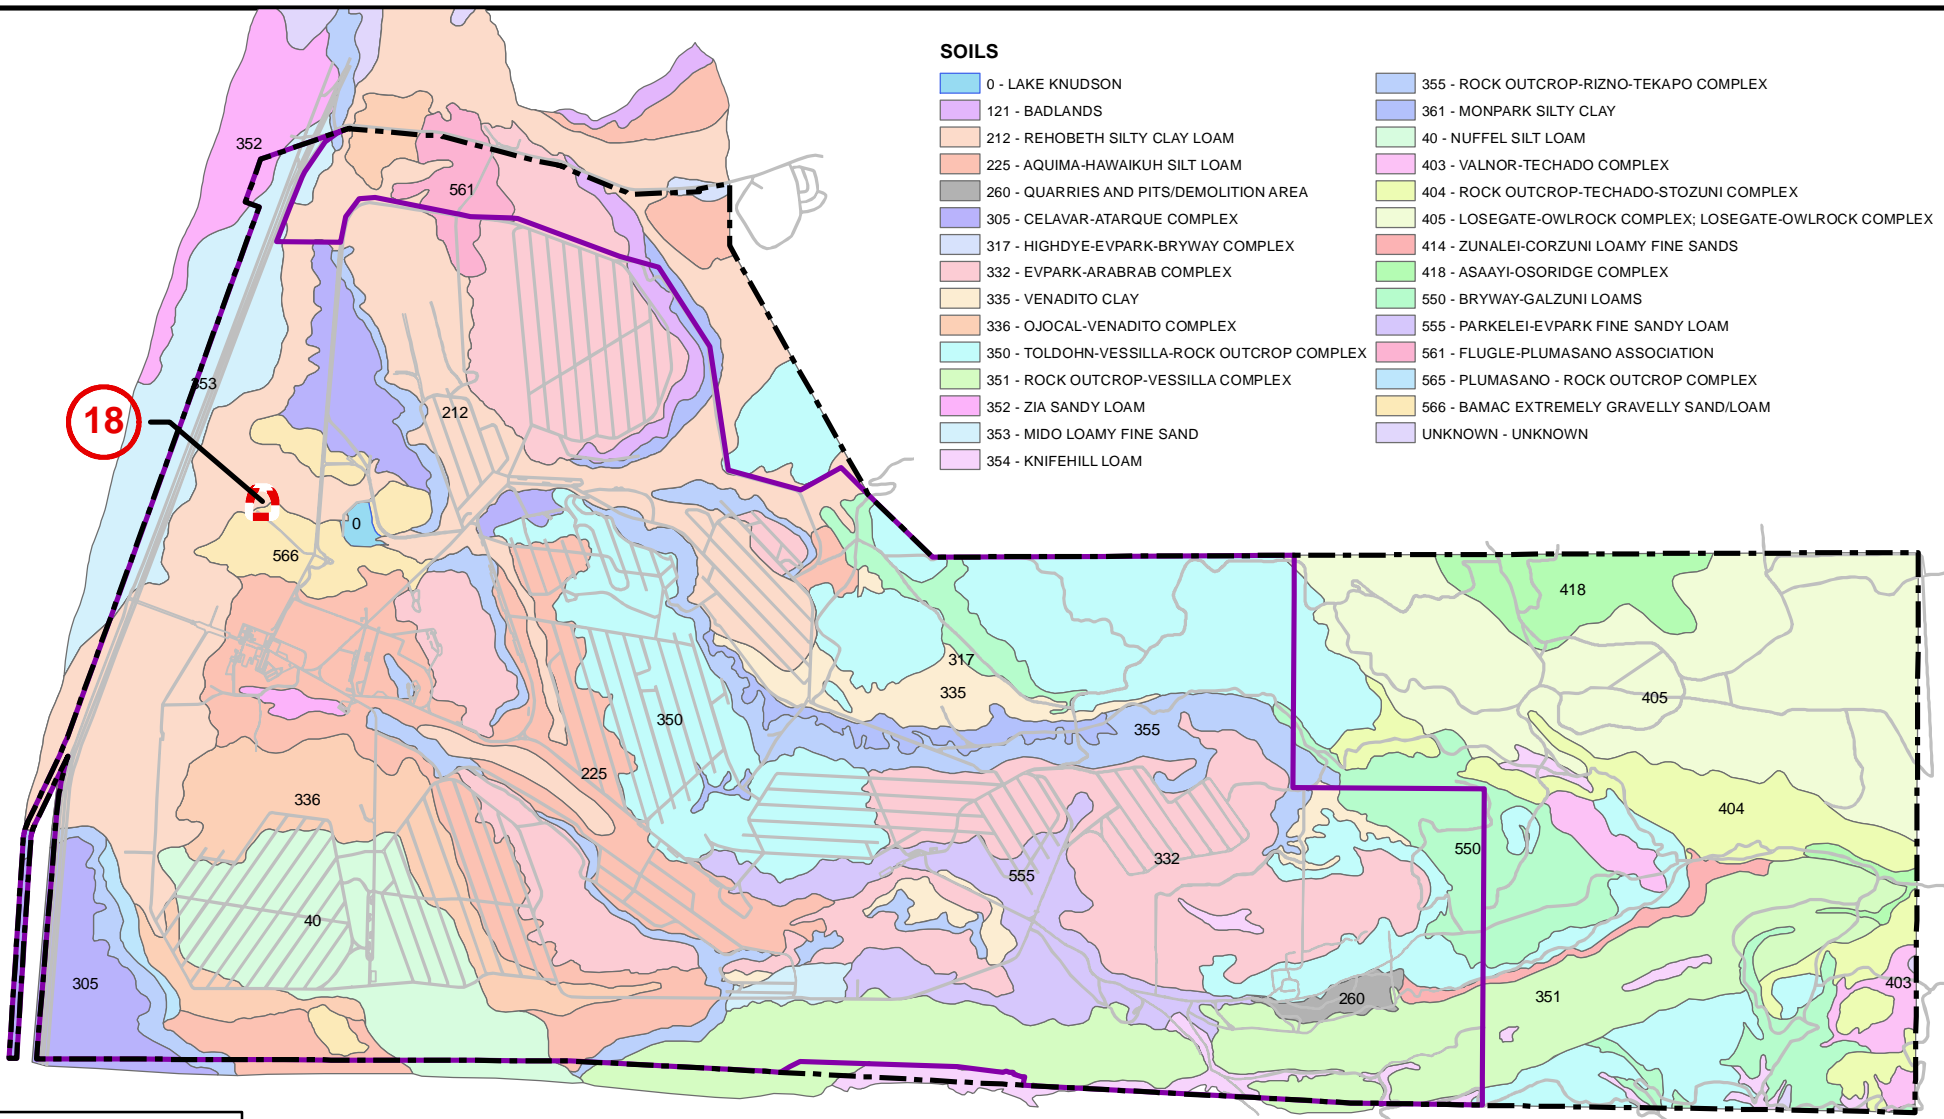 SOILS
0 - LAKE KNUDSON
121 - BADLANDS
212 - REHOBETH SILTY CLAY LOAM
225 - AQUIMA-HAWAIKUH SILT LOAM
260 - QUARRIES AND PITS/DEMOLITION AREA
305 - CELAVAR-ATARQUE COMPLEX
317 - HIGHDYE-EVPARK-BRYWAY COMPLEX
332 - EVPARK-ARABRAB COMPLEX
335 - VENADITO CLAY
336 - OJOCAL-VENADITO COMPLEX
350 - TOLDOHN-VESSILLA-ROCK OUTCROP COMPLEX
351 - ROCK OUTCROP-VESSILLA COMPLEX
352 - ZIA SANDY LOAM
353 - MIDO LOAMY FINE SAND
354 - KNIFEHILL LOAM
355 - ROCK OUTCROP-RIZNO-TEKAPO COMPLEX
361 - MONPARK SILTY CLAY
40 - NUFFEL SILT LOAM
403 - VALNOR-TECHADO COMPLEX
404 - ROCK OUTCROP-TECHADO-STOZUNI COMPLEX
405 - LOSEGATE-OWLROCK COMPLEX; LOSEGATE-OWLROCK COMPLEX
414 - ZUNALEI-CORZUNI LOAMY FINE SANDS
418 - ASAAYI-OSORIDGE COMPLEX
550 - BRYWAY-GALZUNI LOAMS
555 - PARKELEI-EVPARK FINE SANDY LOAM
561 - FLUGLE-PLUMASANO ASSOCIATION
565 - PLUMASANO - ROCK OUTCROP COMPLEX
566 - BAMAC EXTREMELY GRAVELLY SAND/LOAM
UNKNOWN - UNKNOWN
352
561
353
212
18
0
566
418
317
335
405
350
355
225
336
404
550
332
555
40
305
403
260
351